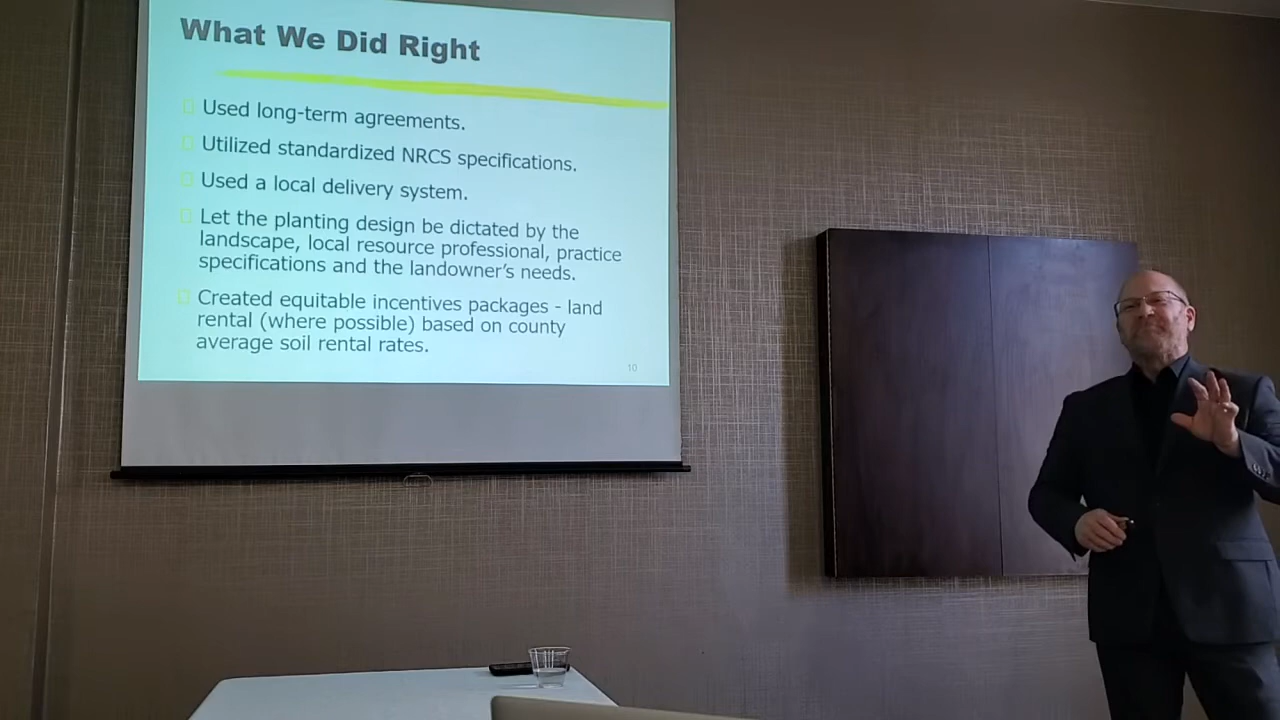 What We Did Right
Used long-term agreements.
Utilized standardized NRCS specifications.
Used a local delivery system.
Let the planting design be dictated by the
landscape, local resource professional, practice
specifications and the landowner's needs.
Created equitable incentives packages - land
rental (where possible) based on county
average soil rental rates.
10